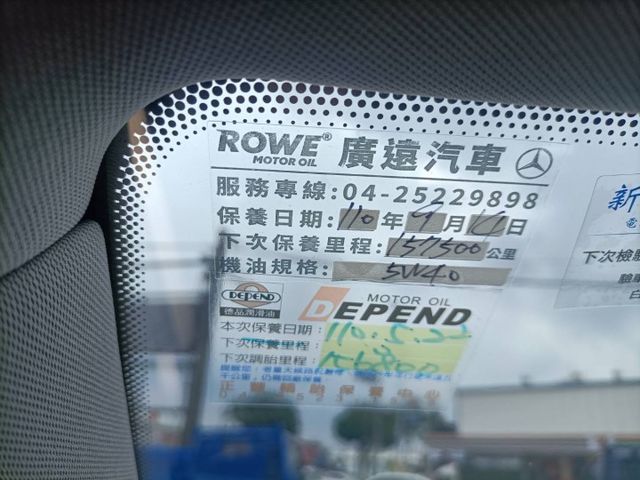 ROWE® 廣遠汽車
MOTOR OIL
服務專線:04-25229898
保養日期:110年9月14日
下次保養里程:157500公里
機油規格: 5W40
DEPEND MOTOR OIL
德品潤滑油 DEPEND
本次保養日期:110.5.22
下次保養里程:
下次調胎里程:
新
電
下次檢